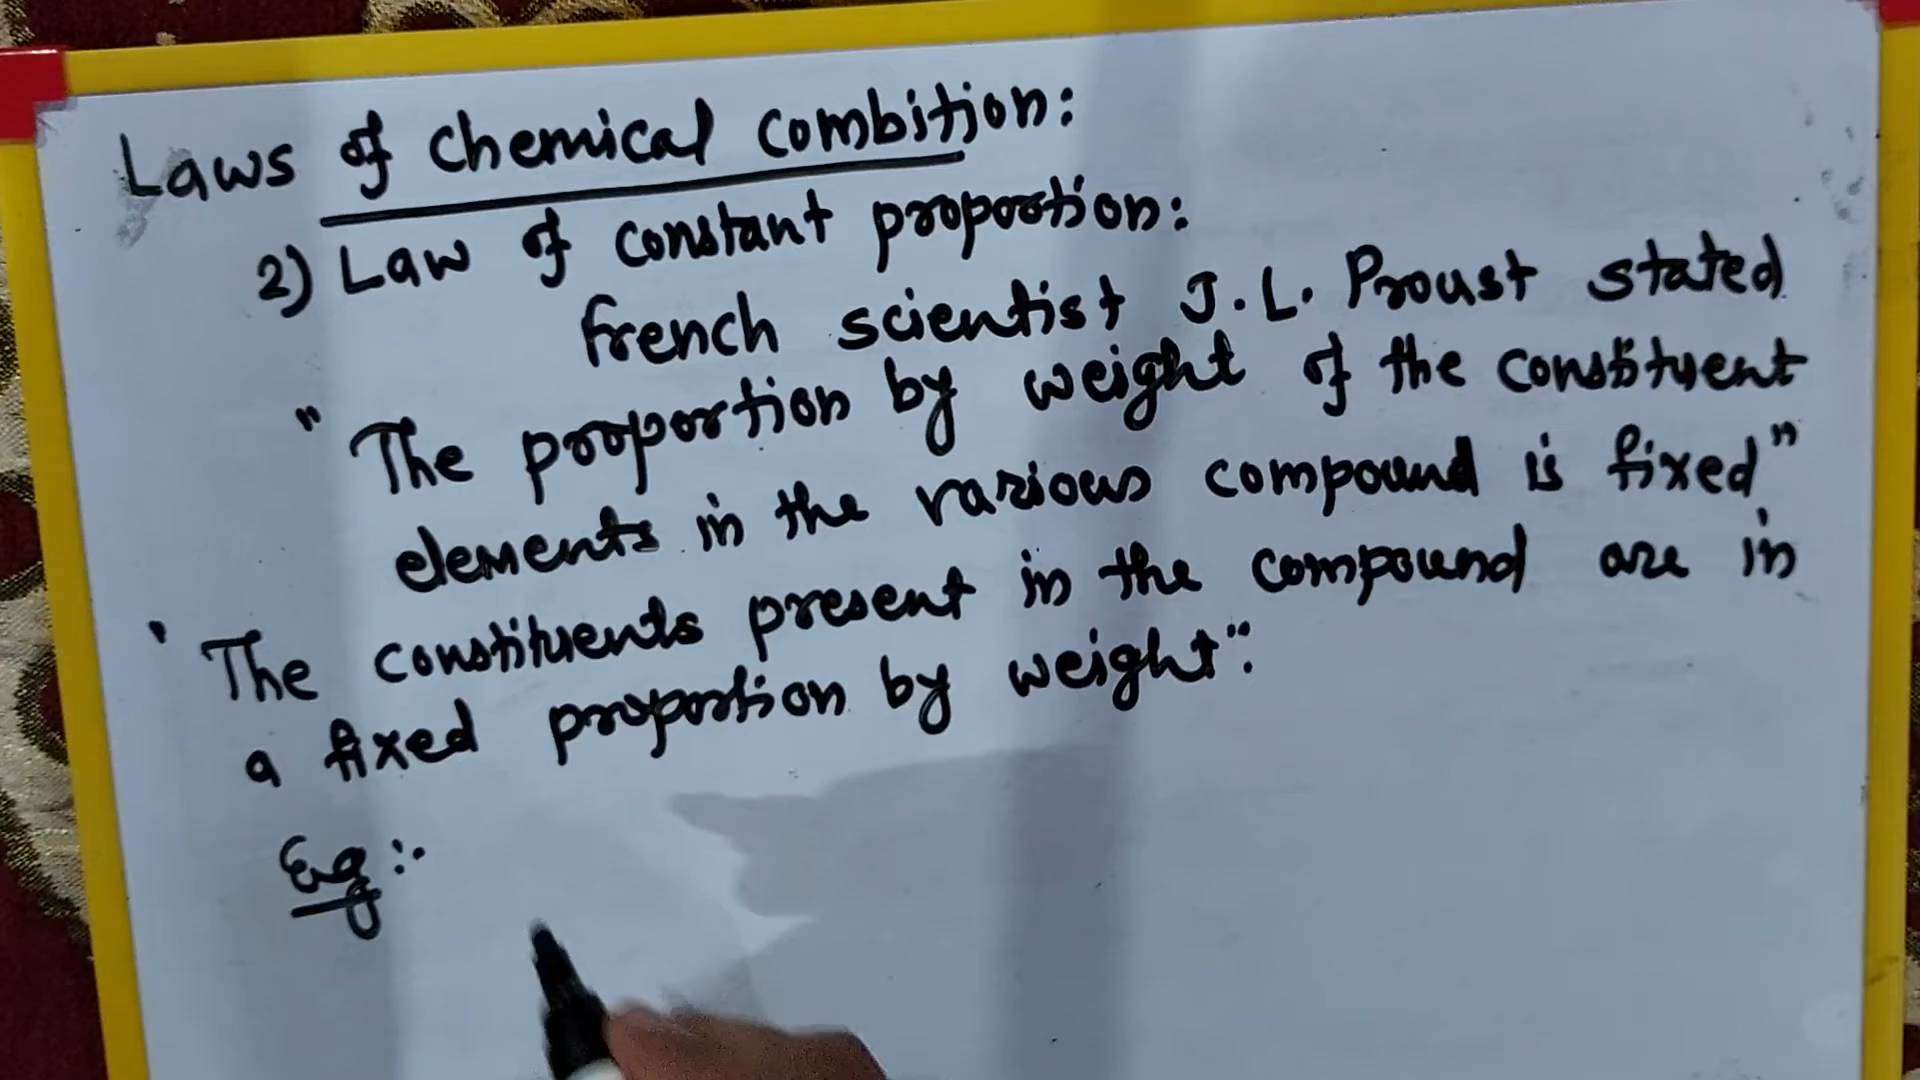 Laws of chemical combition:
2) Law of constant proportion:
french scientist J.L. Proust stated
" The proportion by weight of the constituent
elements in the various compound is fixed"
' The constituents present in the compound are in
a fixed proportion by weight".
Eg :-